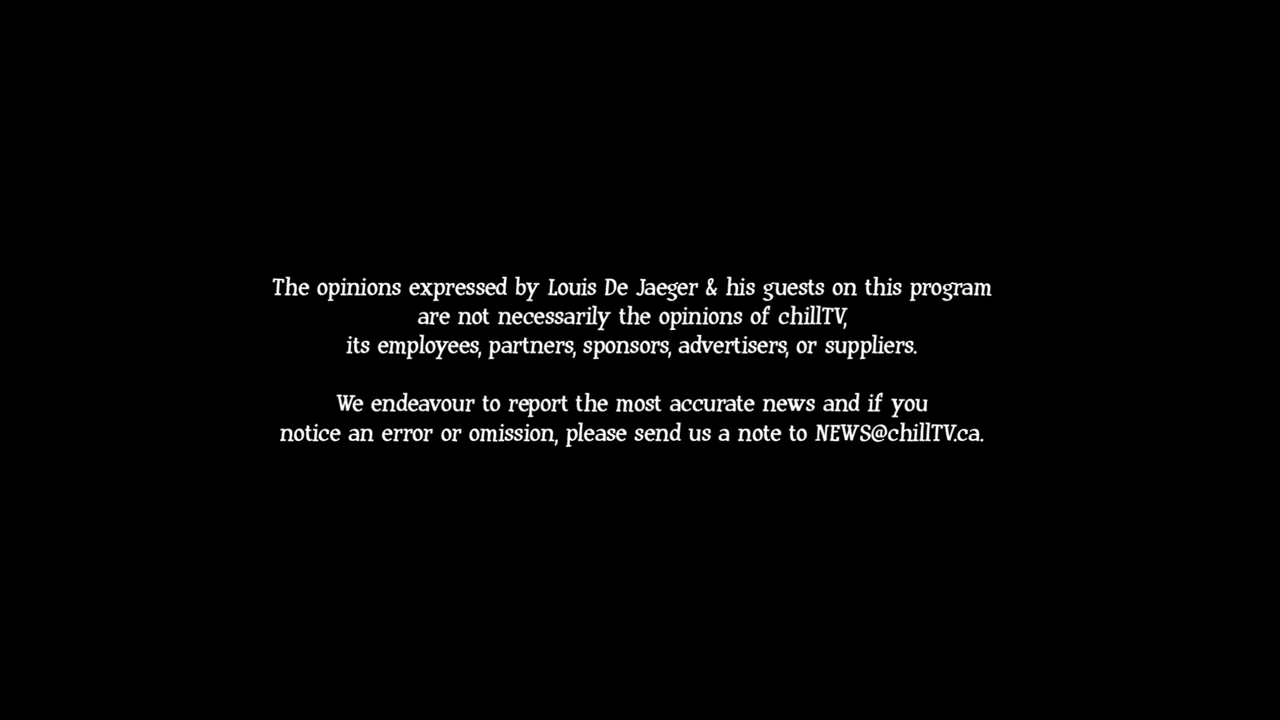 The opinions expressed by Louis De Jaeger & his guests on this program
are not necessarily the opinions of chillTV,
its employees, partners, sponsors, advertisers, or suppliers.
We endeavour to report the most accurate news and if you
notice an error or omission, please send us a note to NEWS@chillTV.ca.